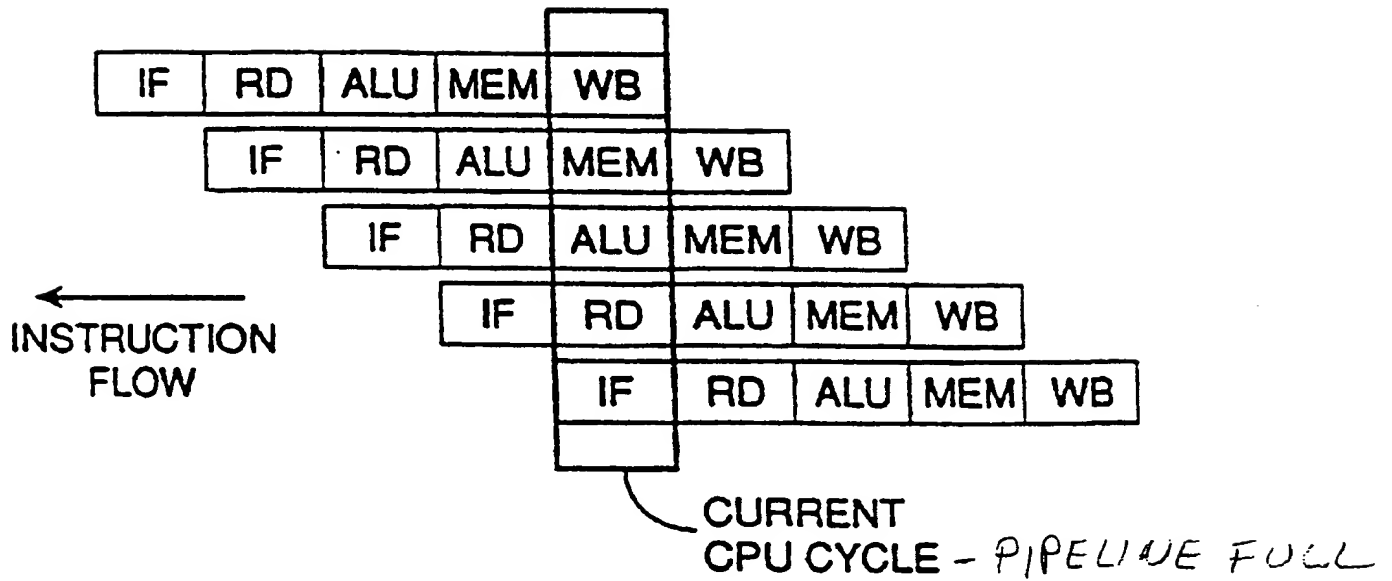 IF RD ALU MEM WB
IF RD ALU MEM WB
IF RD ALU MEM WB
IF RD ALU MEM WB
IF RD ALU MEM WB
INSTRUCTION
FLOW
CURRENT
CPU CYCLE - PIPELINE FULL